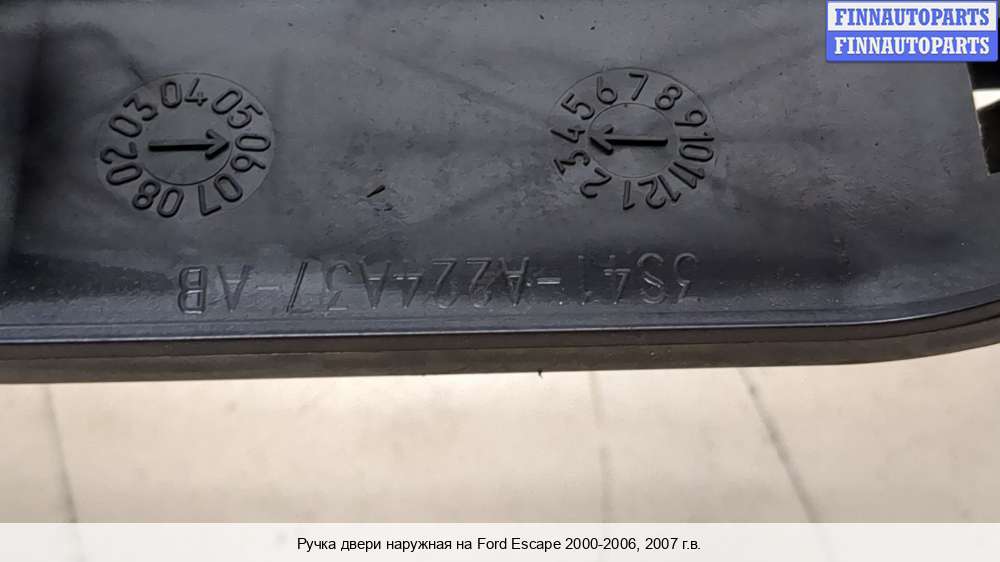 FINNAUTOPARTS
FINNAUTOPARTS
02 03 04 05 06 07 08
1 2 3 4 5 6 7 8 9 10 11 12
3S41-A224A37-AB
Ручка двери наружная на Ford Escape 2000-2006, 2007 г.в.